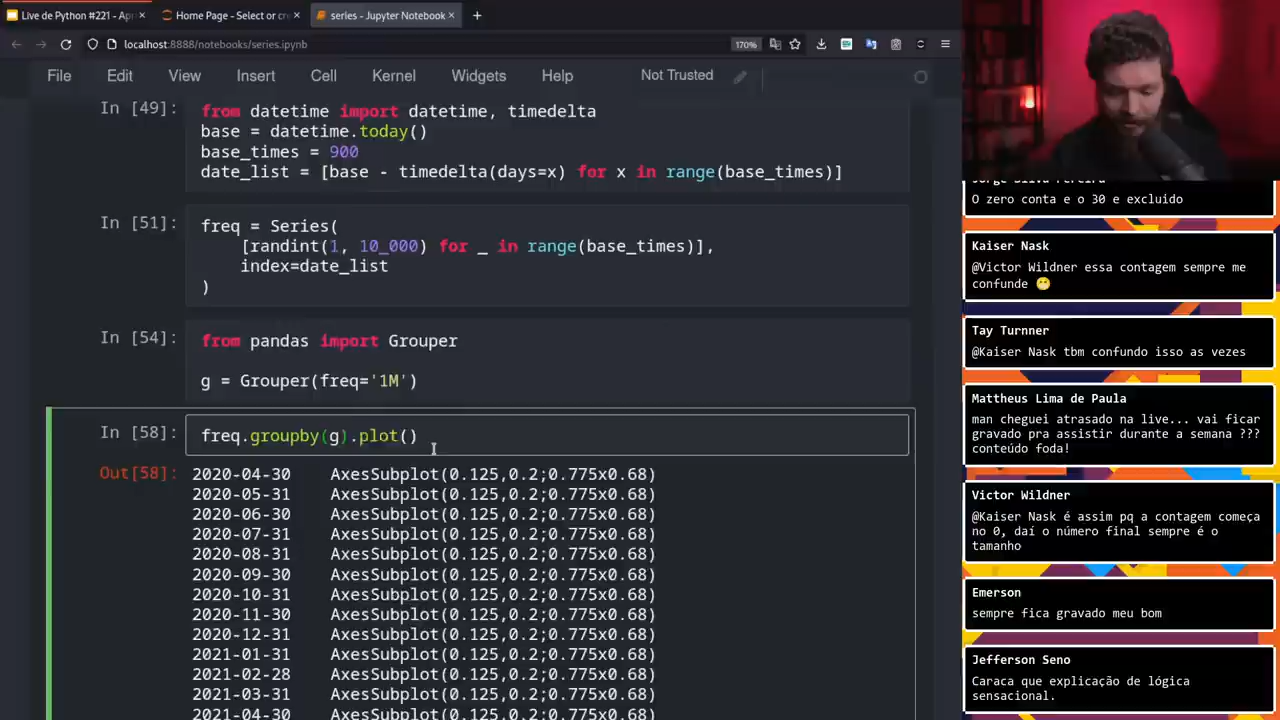 Live de Python #221 - Ap
Home Page - Select or cre
series - Jupyter Notebook
localhost:8888/notebooks/series.ipynb
170%
File Edit View Insert Cell Kernel Widgets Help Not Trusted
In [49]:
from datetime import datetime, timedelta
base = datetime.today()
base_times = 900
date_list = [base - timedelta(days=x) for x in range(base_times)]
In [51]:
freq = Series(
[randint(1, 10_000) for _ in range(base_times)],
index=date_list
)
In [54]:
from pandas import Grouper
g = Grouper(freq='1M')
In [58]:
freq.groupby(g).plot()
Out[58]:
2020-04-30 AxesSubplot(0.125,0.2;0.775x0.68)
2020-05-31 AxesSubplot(0.125,0.2;0.775x0.68)
2020-06-30 AxesSubplot(0.125,0.2;0.775x0.68)
2020-07-31 AxesSubplot(0.125,0.2;0.775x0.68)
2020-08-31 AxesSubplot(0.125,0.2;0.775x0.68)
2020-09-30 AxesSubplot(0.125,0.2;0.775x0.68)
2020-10-31 AxesSubplot(0.125,0.2;0.775x0.68)
2020-11-30 AxesSubplot(0.125,0.2;0.775x0.68)
2020-12-31 AxesSubplot(0.125,0.2;0.775x0.68)
2021-01-31 AxesSubplot(0.125,0.2;0.775x0.68)
2021-02-28 AxesSubplot(0.125,0.2;0.775x0.68)
2021-03-31 AxesSubplot(0.125,0.2;0.775x0.68)
2021-04-30 AxesSubplot(0.125,0.2;0.775x0.68)
O zero conta e o 30 e excluido
Kaiser Nask
@Victor Wildner essa contagem sempre me
confunde 😬
Tay Turnner
@Kaiser Nask tbm confundo isso as vezes
Mattheus Lima de Paula
man cheguei atrasado na live... vai ficar
gravado pra assistir durante a semana ???
conteúdo foda!
Victor Wildner
@Kaiser Nask é assim pq a contagem começa
no 0, daí o número final sempre é o
tamanho
Emerson
sempre fica gravado meu bom
Jefferson Seno
Caraca que explicação de lógica
sensacional.